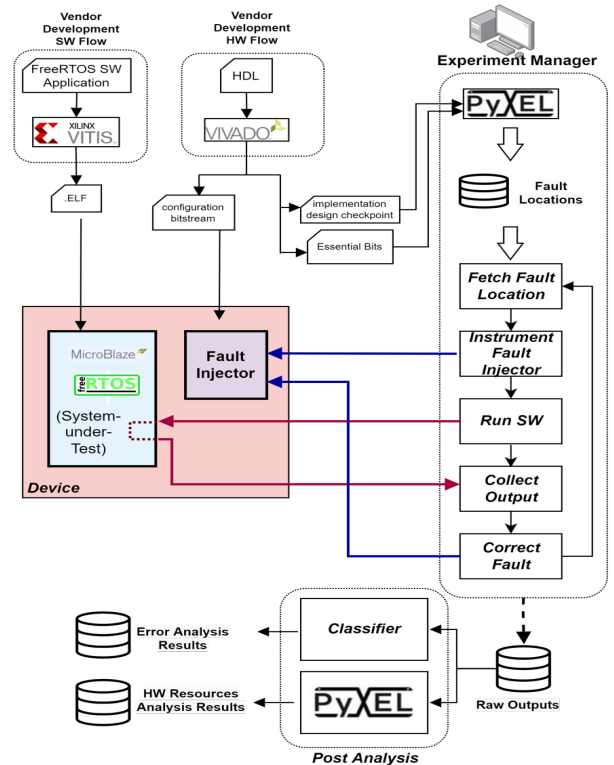 Vendor
Development
SW Flow
Vendor
Development
HW Flow
Experiment Manager
FreeRTOS SW
Application
HDL
PyXEL
XILINX
VITIS
VIVADO
.ELF
configuration
bitstream
implementation
design checkpoint
Essential Bits
Fault
Locations
Fetch Fault
Location
Instrument
Fault
Injector
MicroBlaze
free RTOS
(System-
under-
Test)
Fault
Injector
Run SW
Collect
Output
Device
Correct
Fault
Classifier
Error Analysis
Results
HW Resources
Analysis Results
PyXEL
Raw Outputs
Post Analysis